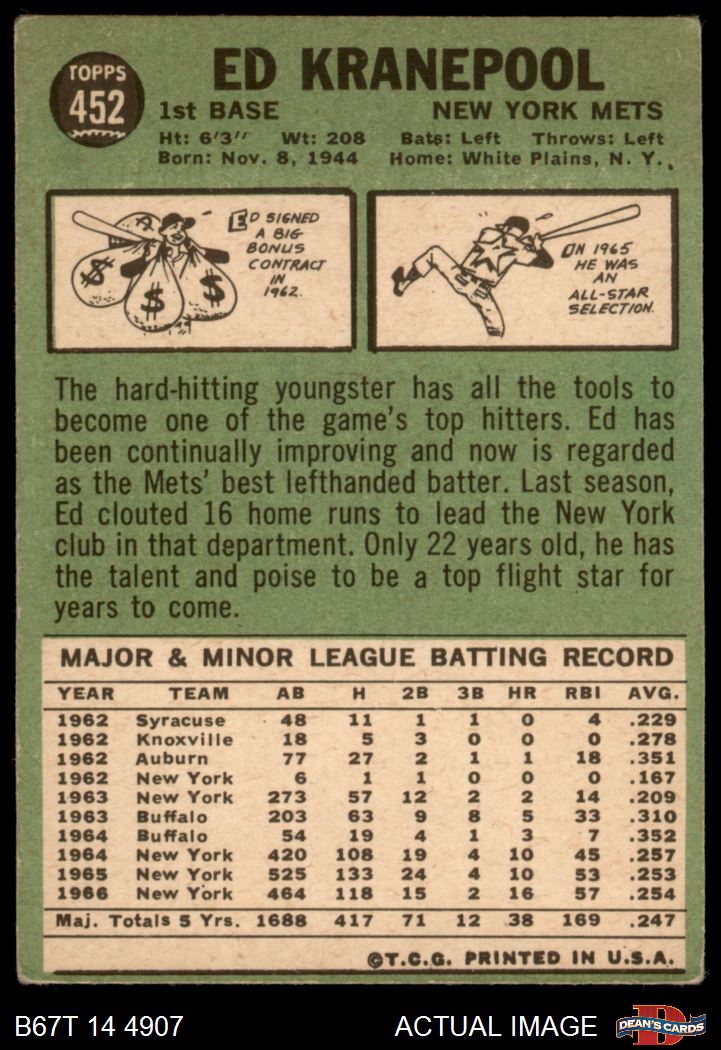 TOPPS
452
ED KRANEPOOL
1st BASE NEW YORK METS
Ht: 6'3" Wt: 208 Bats: Left Throws: Left
Born: Nov. 8, 1944 Home: White Plains, N. Y.
ED SIGNED
A BIG
BONUS
CONTRACT
IN
1962.
$ $ $
ON 1965
HE WAS
AN
ALL-STAR
SELECTION.
The hard-hitting youngster has all the tools to
become one of the game's top hitters. Ed has
been continually improving and now is regarded
as the Mets' best lefthanded batter. Last season,
Ed clouted 16 home runs to lead the New York
club in that department. Only 22 years old, he has
the talent and poise to be a top flight star for
years to come.
MAJOR & MINOR LEAGUE BATTING RECORD
YEAR TEAM AB H 2B 3B HR RBI AVG.
1962 Syracuse 48 11 1 1 0 4 .229
1962 Knoxville 18 5 3 0 0 0 .278
1962 Auburn 77 27 2 1 1 18 .351
1962 New York 6 1 1 0 0 0 .167
1963 New York 273 57 12 2 2 14 .209
1963 Buffalo 203 63 9 8 5 33 .310
1964 Buffalo 54 19 4 1 3 7 .352
1964 New York 420 108 19 4 10 45 .257
1965 New York 525 133 24 4 10 53 .253
1966 New York 464 118 15 2 16 57 .254
Maj. Totals 5 Yrs. 1688 417 71 12 38 169 .247
©T.C.G. PRINTED IN U.S.A.
B67T 14 4907 ACTUAL IMAGE
D
DEAN'S CARDS